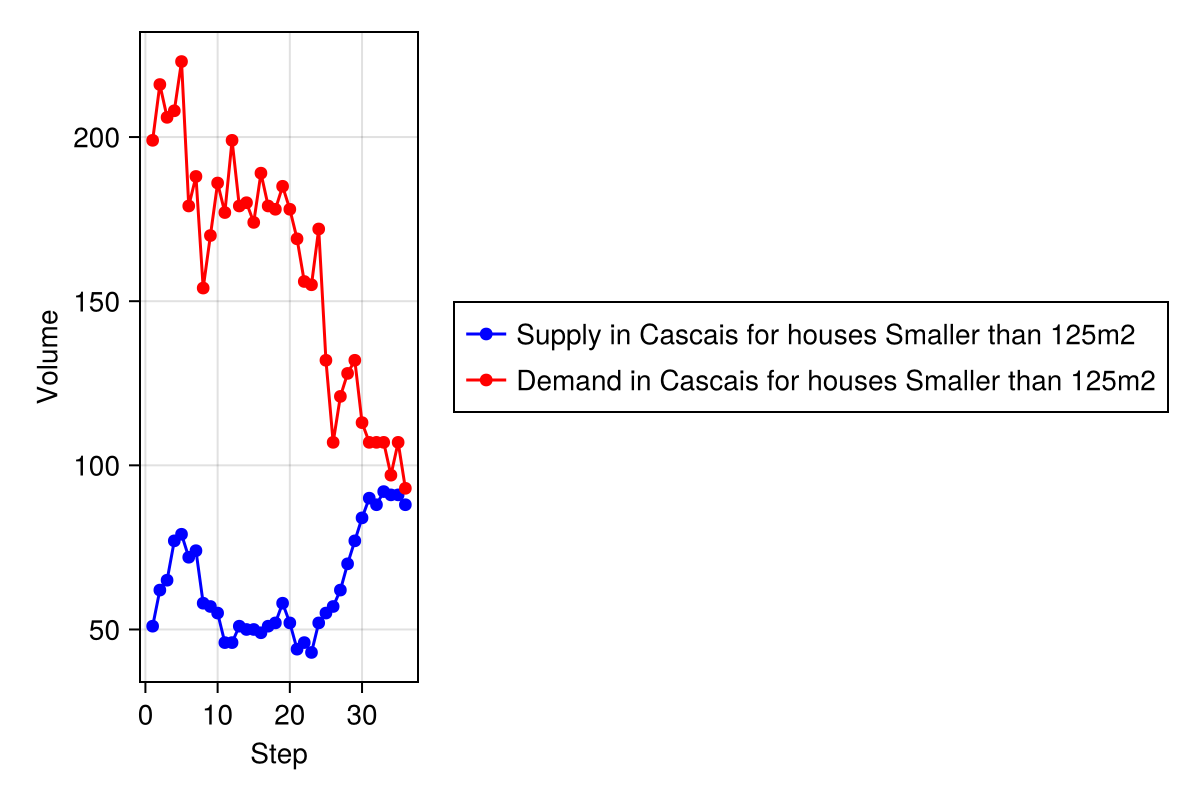 200
150
100
50
Volume
0 10 20 30
Step
Supply in Cascais for houses Smaller than 125m2
Demand in Cascais for houses Smaller than 125m2